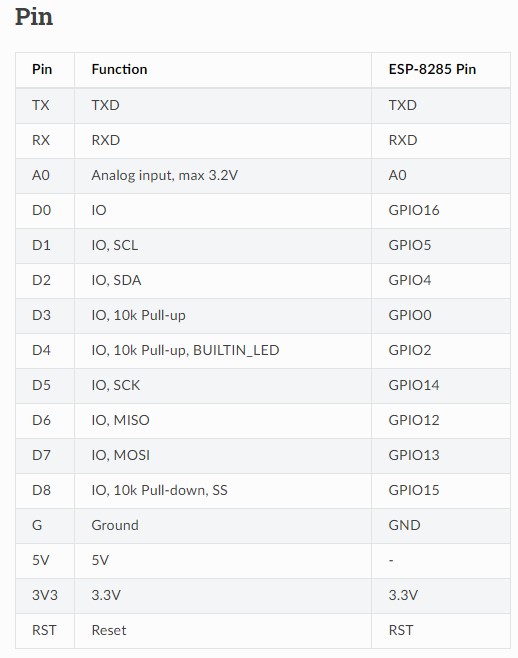 Pin
Pin Function ESP-8285 Pin
TX TXD TXD
RX RXD RXD
A0 Analog input, max 3.2V A0
D0 IO GPIO16
D1 IO, SCL GPIO5
D2 IO, SDA GPIO4
D3 IO, 10k Pull-up GPIO0
D4 IO, 10k Pull-up, BUILTIN_LED GPIO2
D5 IO, SCK GPIO14
D6 IO, MISO GPIO12
D7 IO, MOSI GPIO13
D8 IO, 10k Pull-down, SS GPIO15
G Ground GND
5V 5V -
3V3 3.3V 3.3V
RST Reset RST